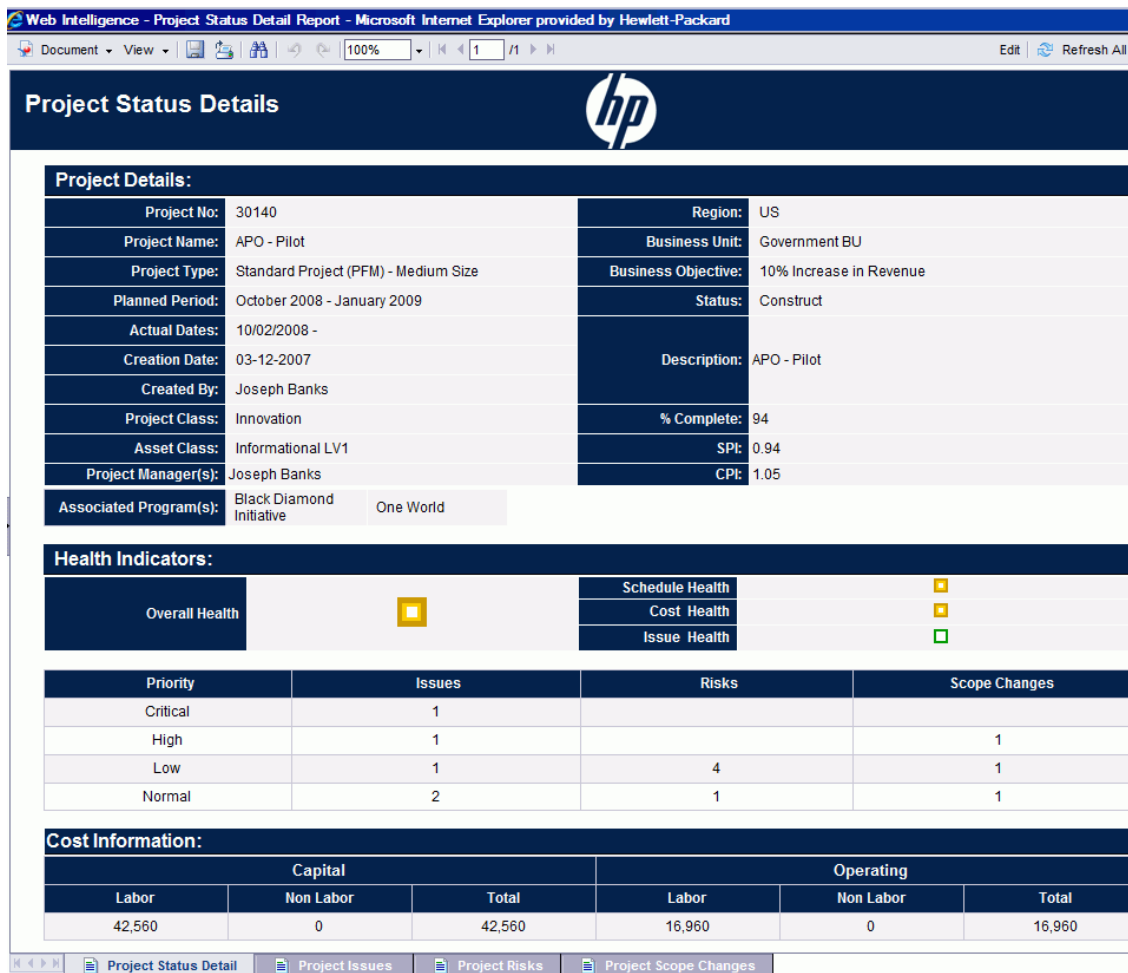 Web Intelligence - Project Status Detail Report - Microsoft Internet Explorer provided by Hewlett-Packard
Document View 100% 1 /1 Edit Refresh All
Project Status Details
hp
Project Details:
Project No: 30140 Region: US
Project Name: APO - Pilot Business Unit: Government BU
Project Type: Standard Project (PFM) - Medium Size Business Objective: 10% Increase in Revenue
Planned Period: October 2008 - January 2009 Status: Construct
Actual Dates: 10/02/2008 -
Creation Date: 03-12-2007 Description: APO - Pilot
Created By: Joseph Banks
Project Class: Innovation % Complete: 94
Asset Class: Informational LV1 SPI: 0.94
Project Manager(s): Joseph Banks CPI: 1.05
Associated Program(s): Black Diamond Initiative One World
Health Indicators:
Schedule Health
Overall Health Cost Health
Issue Health
Priority Issues Risks Scope Changes
Critical 1
High 1 1
Low 1 4 1
Normal 2 1 1
Cost Information:
Capital Operating
Labor Non Labor Total Labor Non Labor Total
42,560 0 42,560 16,960 0 16,960
Project Status Detail Project Issues Project Risks Project Scope Changes